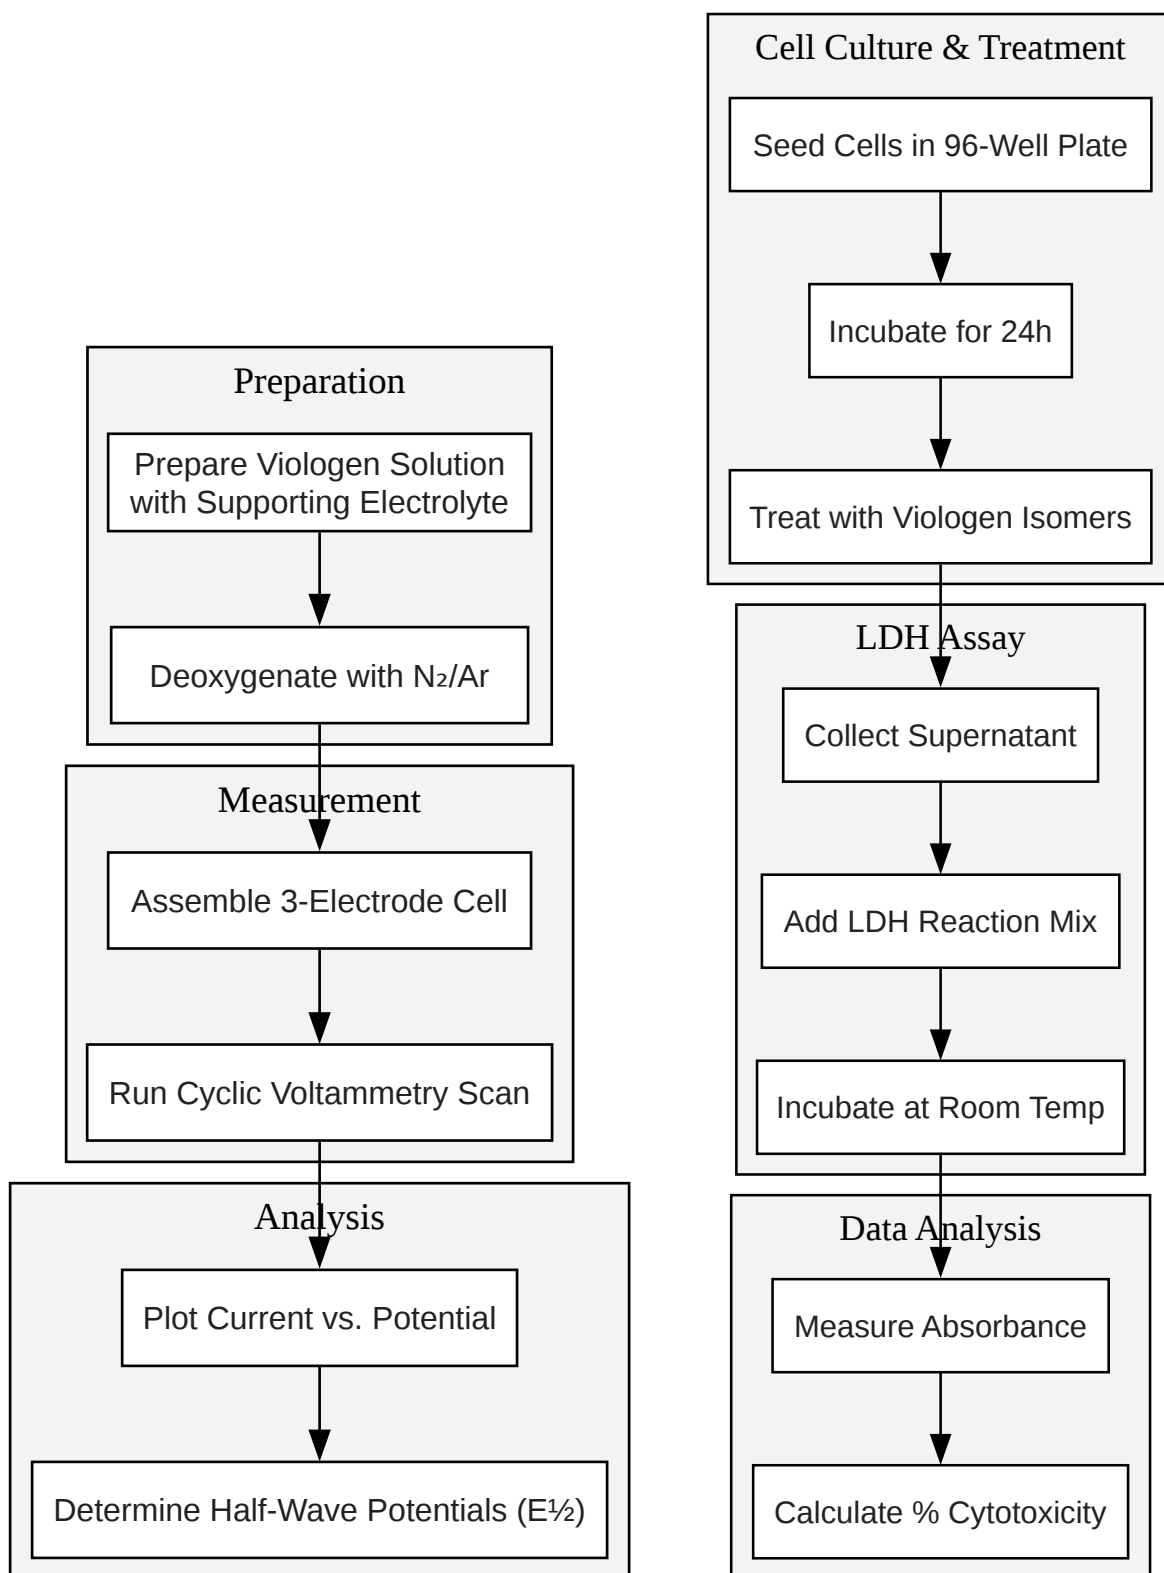 Preparation
Prepare Viologen Solution
with Supporting Electrolyte
Deoxygenate with N₂/Ar
Measurement
Assemble 3-Electrode Cell
Run Cyclic Voltammetry Scan
Analysis
Plot Current vs. Potential
Determine Half-Wave Potentials (E½)
Cell Culture & Treatment
Seed Cells in 96-Well Plate
Incubate for 24h
Treat with Viologen Isomers
LDH Assay
Collect Supernatant
Add LDH Reaction Mix
Incubate at Room Temp
Data Analysis
Measure Absorbance
Calculate % Cytotoxicity